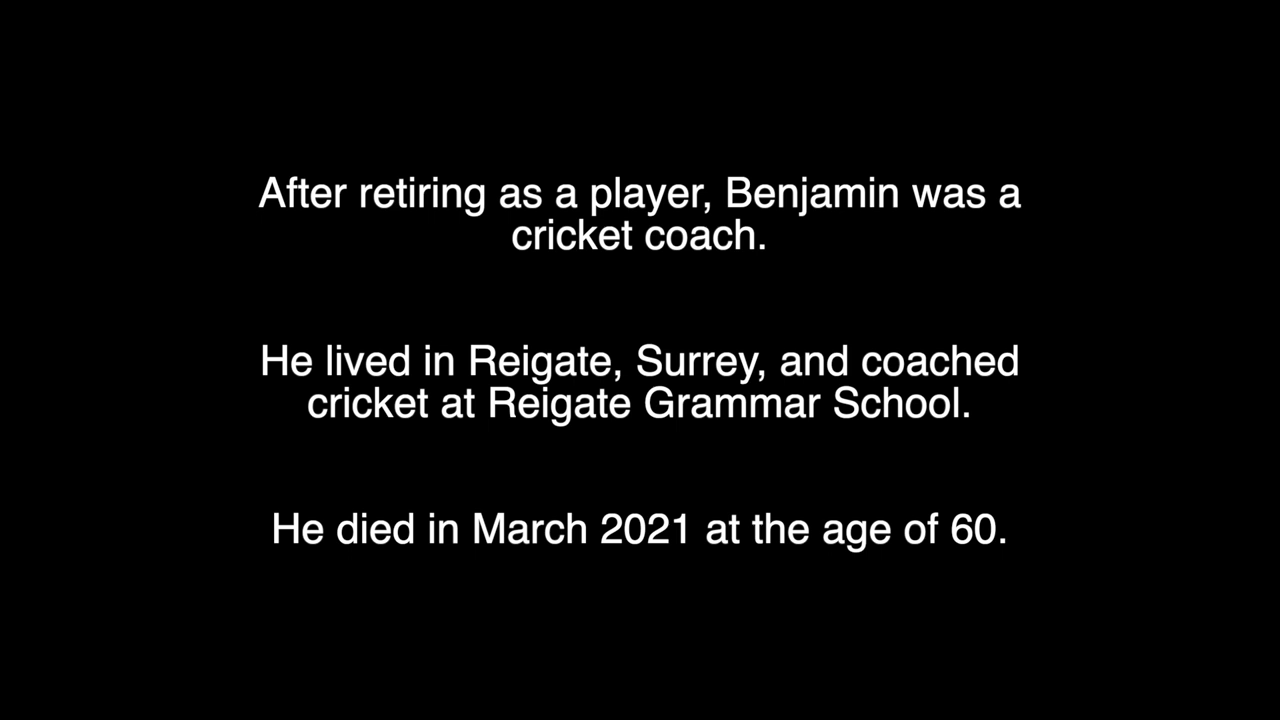 After retiring as a player, Benjamin was a
cricket coach.
He lived in Reigate, Surrey, and coached
cricket at Reigate Grammar School.
He died in March 2021 at the age of 60.